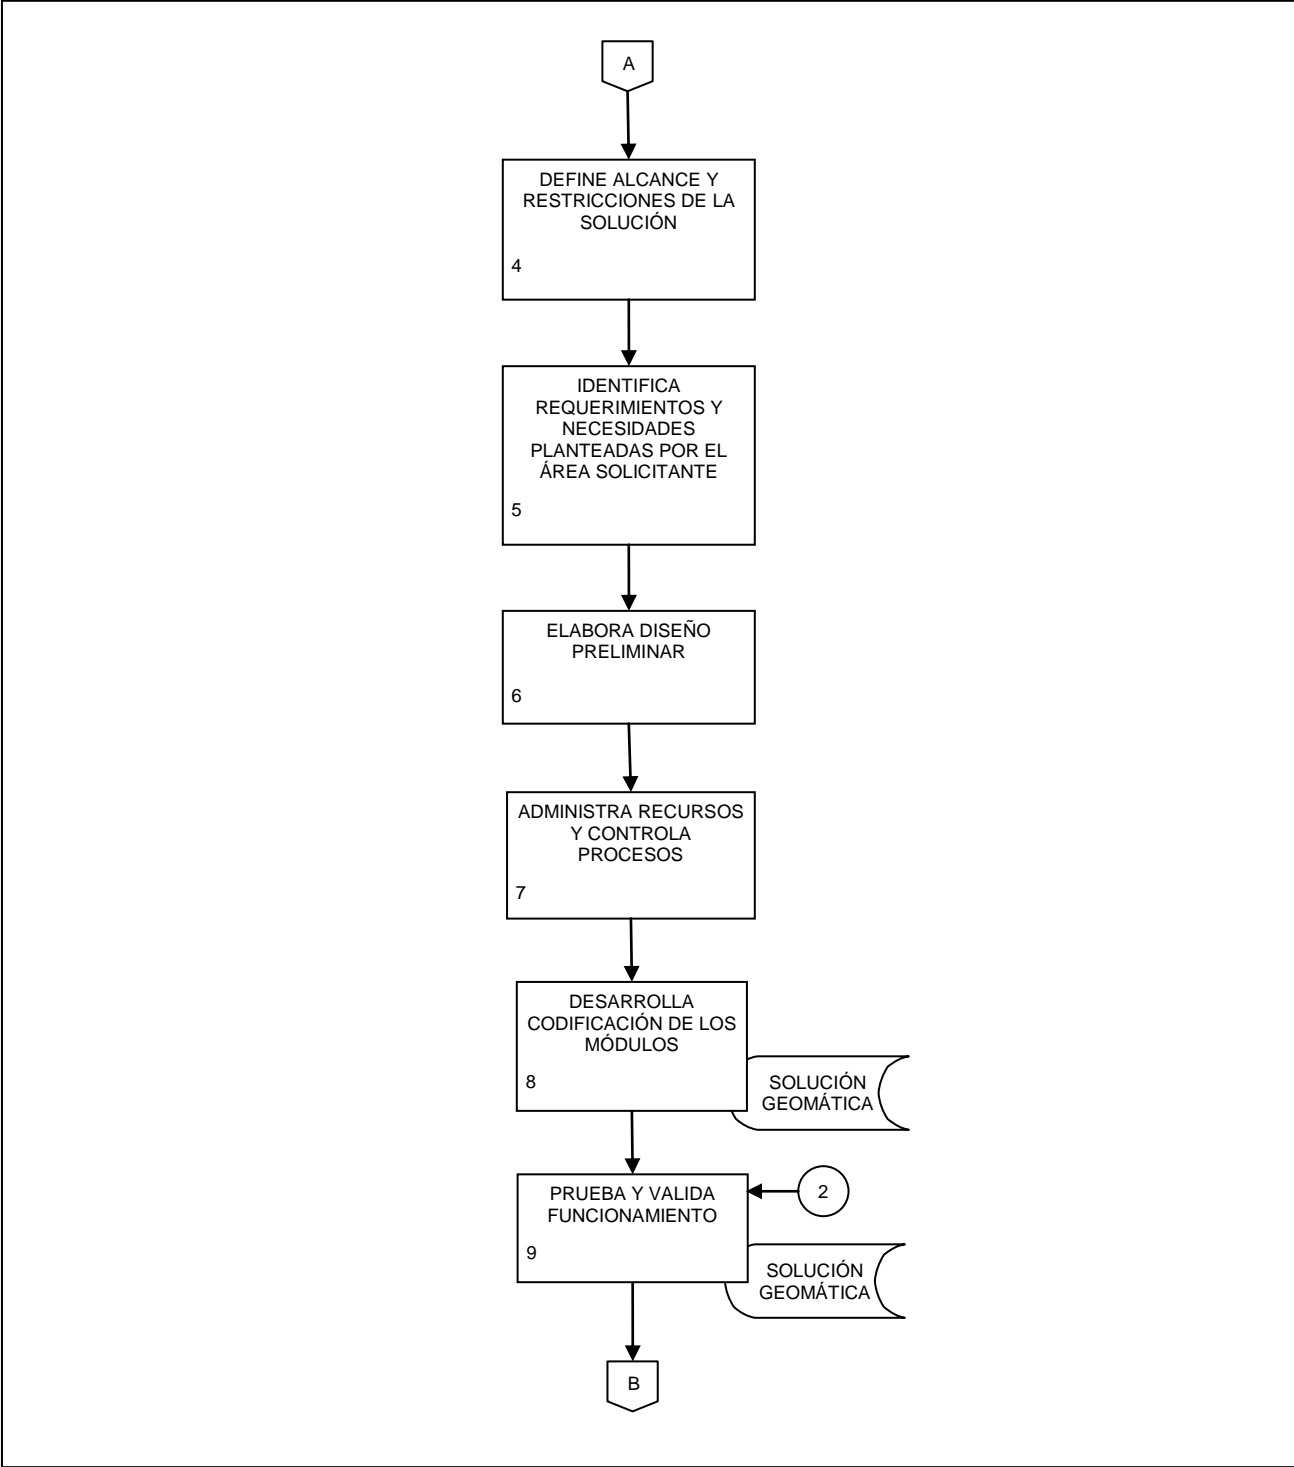 A
DEFINE ALCANCE Y
RESTRICCIONES DE LA
SOLUCIÓN
4
IDENTIFICA
REQUERIMIENTOS Y
NECESIDADES
PLANTEADAS POR EL
ÁREA SOLICITANTE
5
ELABORA DISEÑO
PRELIMINAR
6
ADMINISTRA RECURSOS
Y CONTROLA
PROCESOS
7
DESARROLLA
CODIFICACIÓN DE LOS
MÓDULOS
8
SOLUCIÓN
GEOMÁTICA
PRUEBA Y VALIDA
FUNCIONAMIENTO
9
2
SOLUCIÓN
GEOMÁTICA
B